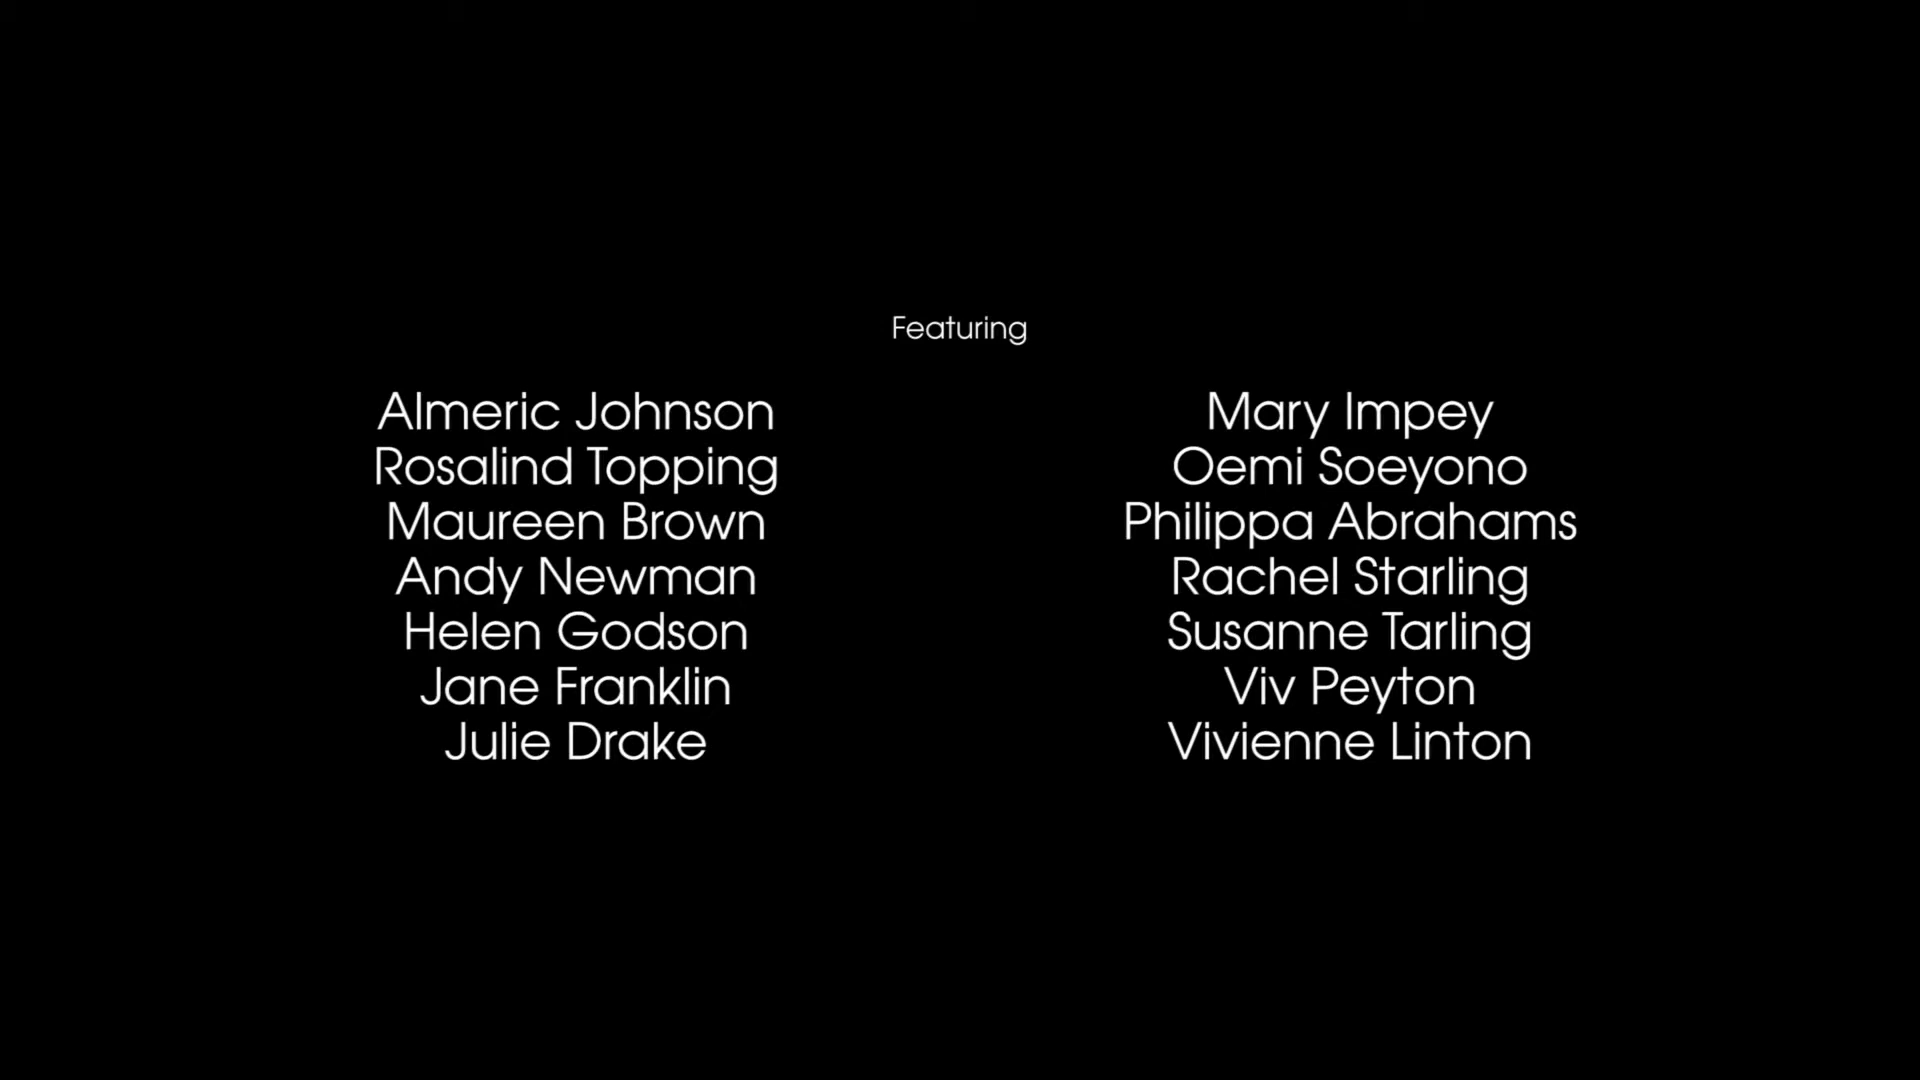 Featuring
Almeric Johnson
Rosalind Topping
Maureen Brown
Andy Newman
Helen Godson
Jane Franklin
Julie Drake
Mary Impey
Oemi Soeyono
Philippa Abrahams
Rachel Starling
Susanne Tarling
Viv Peyton
Vivienne Linton